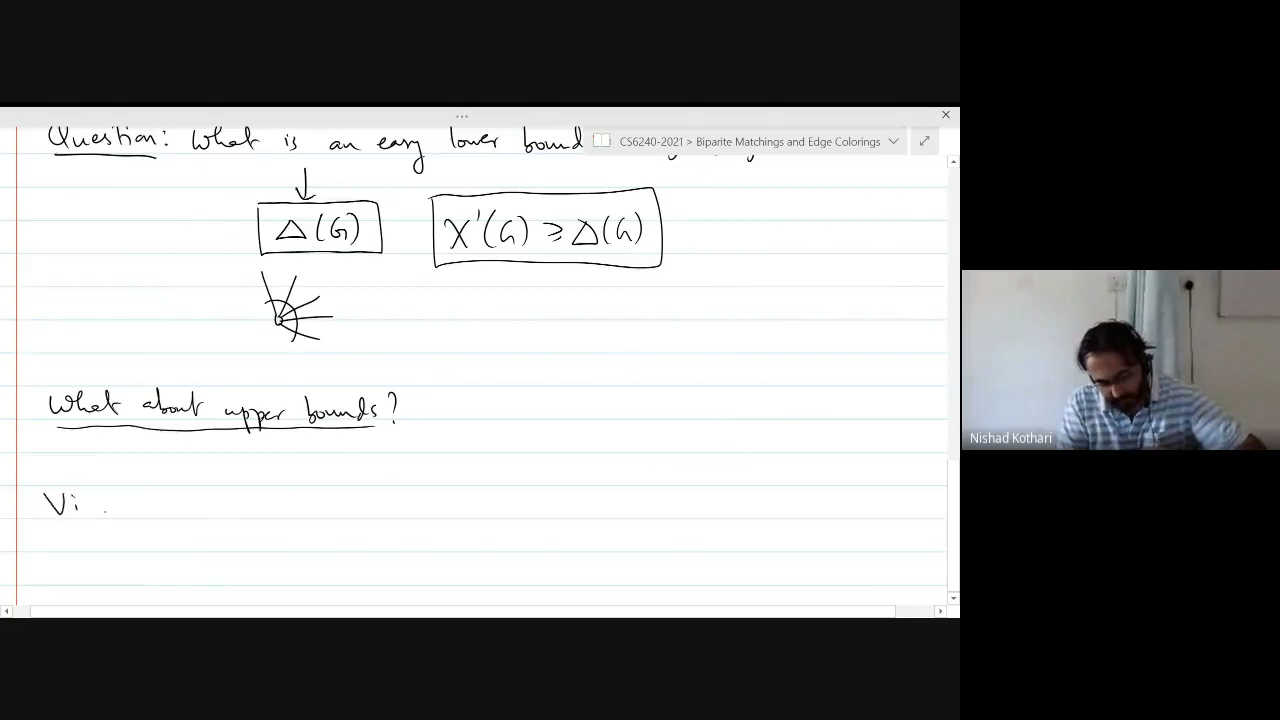 Question: What is an easy lower bound
CS6240-2021 > Biparite Matchings and Edge Colorings
Δ(G)
χ'(G) ≥ Δ(G)
What about upper bounds?
Vi
Nishad Kothari